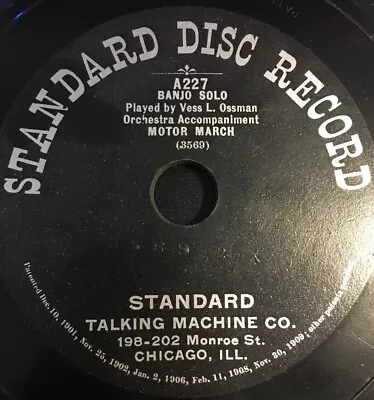 STANDARD DISC RECORD
A227
BANJO SOLO
Played by Vess L. Ossman
Orchestra Accompaniment
MOTOR MARCH
(3569)
STANDARD
TALKING MACHINE CO.
198-202 Monroe St.
CHICAGO, ILL.
Patented Dec. 10, 1901, Nov. 25, 1902, Jan. 2, 1906, Feb. 11, 1908, Nov. 30, 1909; other patents